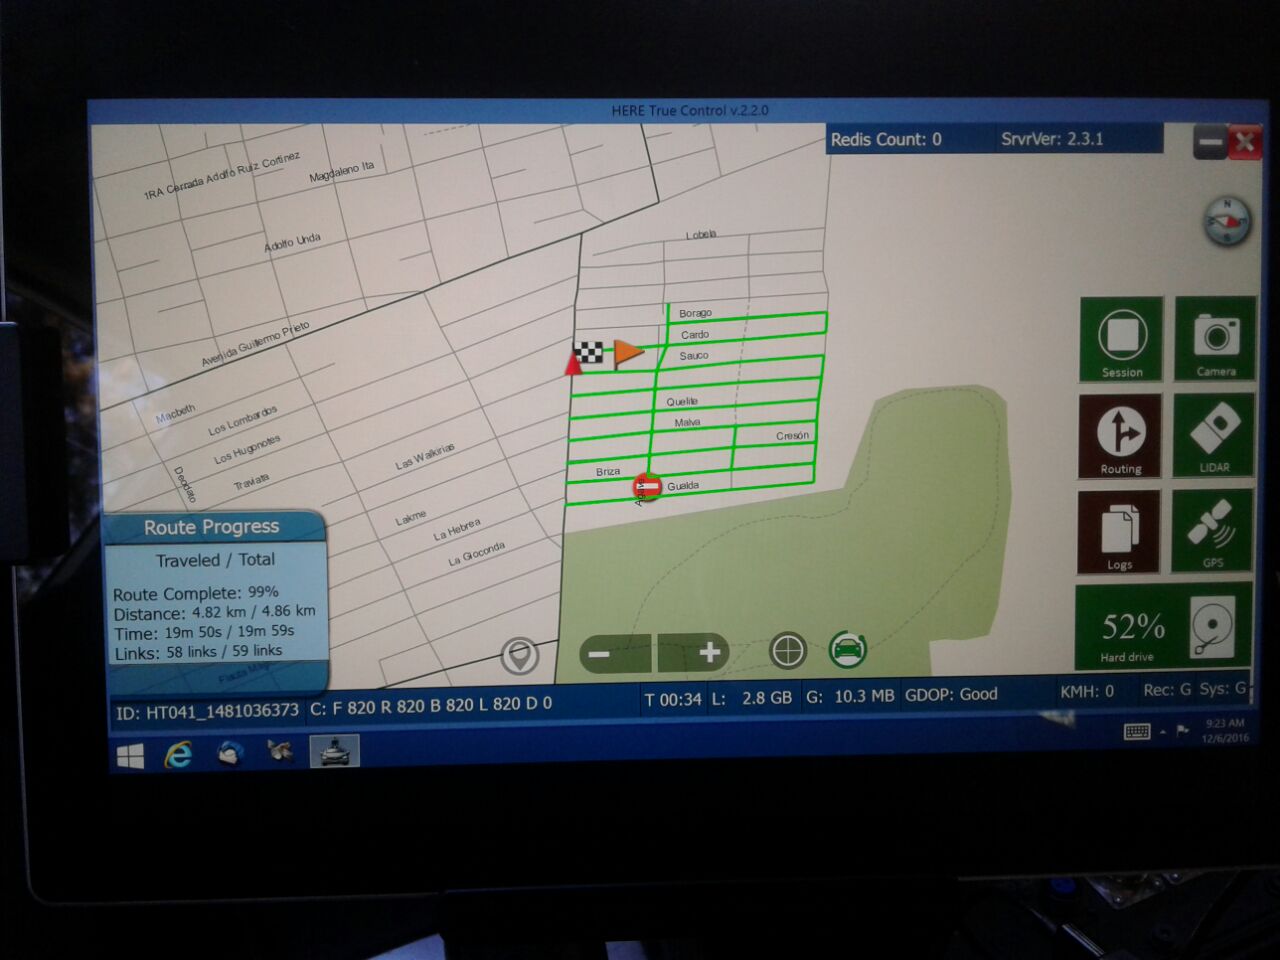 HERE True Control v.2.2.0
Redis Count: 0 SrvrVer: 2.3.1
1RA Cerrada Adolfo Ruiz Cortinez
Magdaleno Ita
Adolfo Unda
Lobela
N
S
Avenida Guillermo Prieto
Borago
Cardo
Sauco
Quelite
Malva
Cresón
Briza
Gualda
Macbeth
Los Lombardos
Los Hugonotes
Traviata
Deodato
Las Walkirias
Lakme
La Hebrea
La Gioconda
Session
Camera
Routing
LIDAR
Logs
GPS
52%
Hard drive
Route Progress
Traveled / Total
Route Complete: 99%
Distance: 4.82 km / 4.86 km
Time: 19m 50s / 19m 59s
Links: 58 links / 59 links
ID: HT041_1481036373 C: F 820 R 820 B 820 L 820 D 0 T 00:34 L: 2.8 GB G: 10.3 MB GDOP: Good KMH: 0 Rec: G Sys: G
9:23 AM
12/6/2016